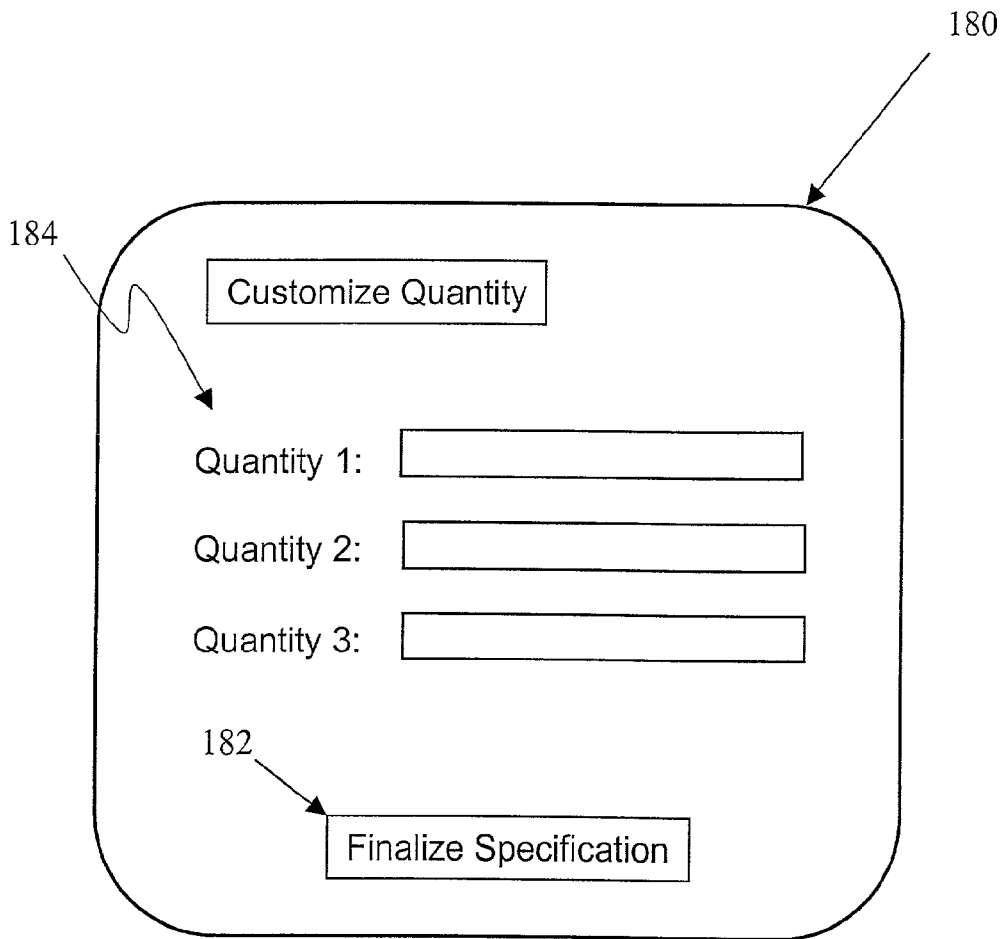 180
184
Customize Quantity
Quantity 1:
Quantity 2:
Quantity 3:
182
Finalize Specification